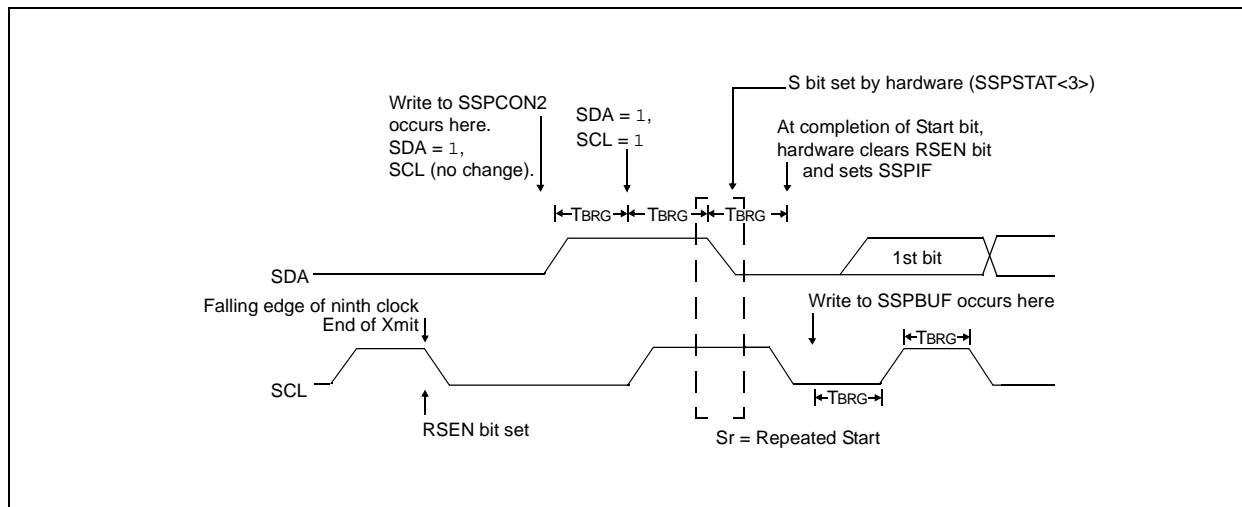 S bit set by hardware (SSPSTAT<3>)
Write to SSPCON2
occurs here.
SDA = 1,
SCL (no change).
SDA = 1,
SCL = 1
At completion of Start bit,
hardware clears RSEN bit
and sets SSPIF
TBRG
TBRG
TBRG
SDA
1st bit
Falling edge of ninth clock
End of Xmit
Write to SSPBUF occurs here
TBRG
SCL
TBRG
RSEN bit set
Sr = Repeated Start